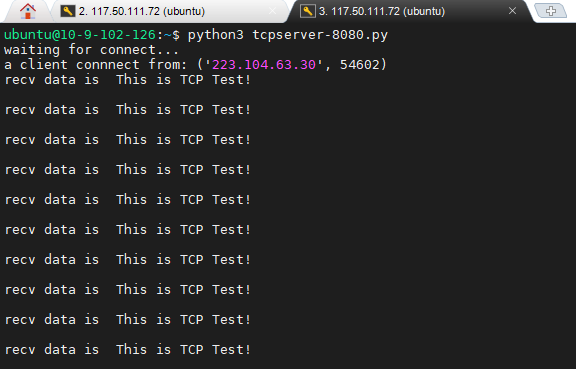 2. 117.50.111.72 (ubuntu)
3. 117.50.111.72 (ubuntu)
ubuntu@10-9-102-126:~$ python3 tcpserver-8080.py
waiting for connect...
a client connnect from: ('223.104.63.30', 54602)
recv data is  This is TCP Test!
recv data is  This is TCP Test!
recv data is  This is TCP Test!
recv data is  This is TCP Test!
recv data is  This is TCP Test!
recv data is  This is TCP Test!
recv data is  This is TCP Test!
recv data is  This is TCP Test!
recv data is  This is TCP Test!
recv data is  This is TCP Test!